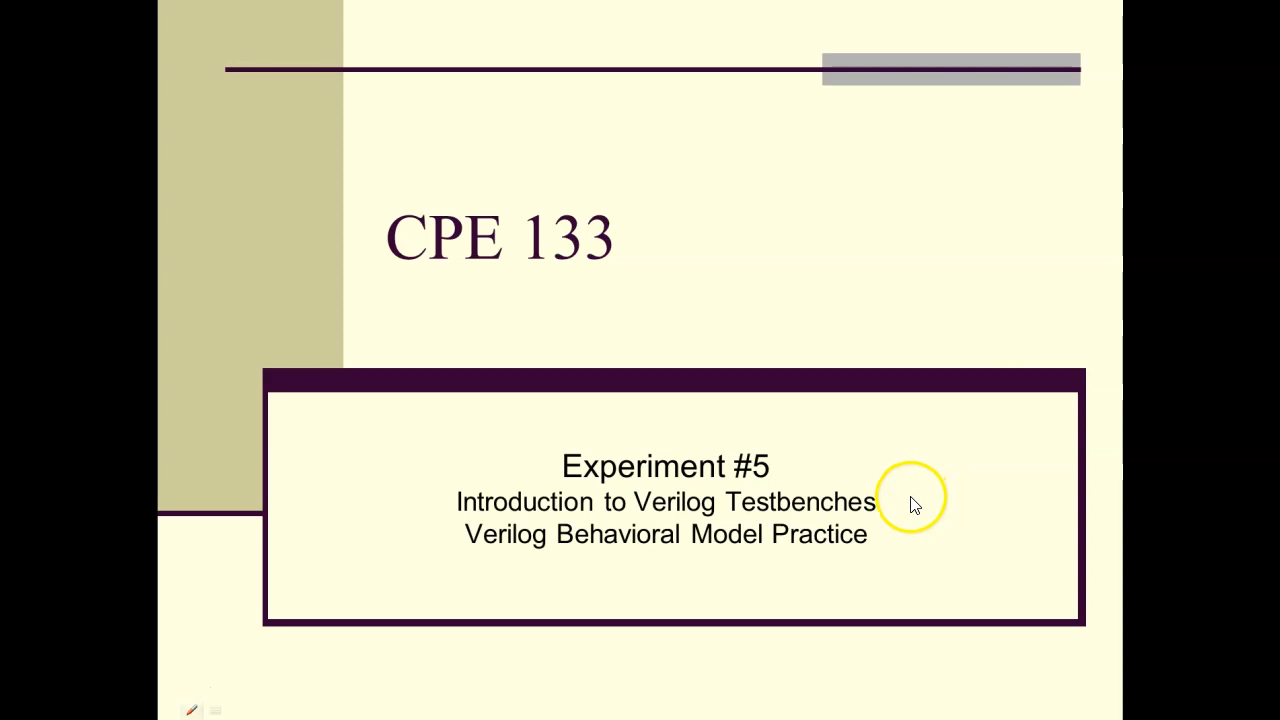 CPE 133
Experiment #5
Introduction to Verilog Testbenches
Verilog Behavioral Model Practice